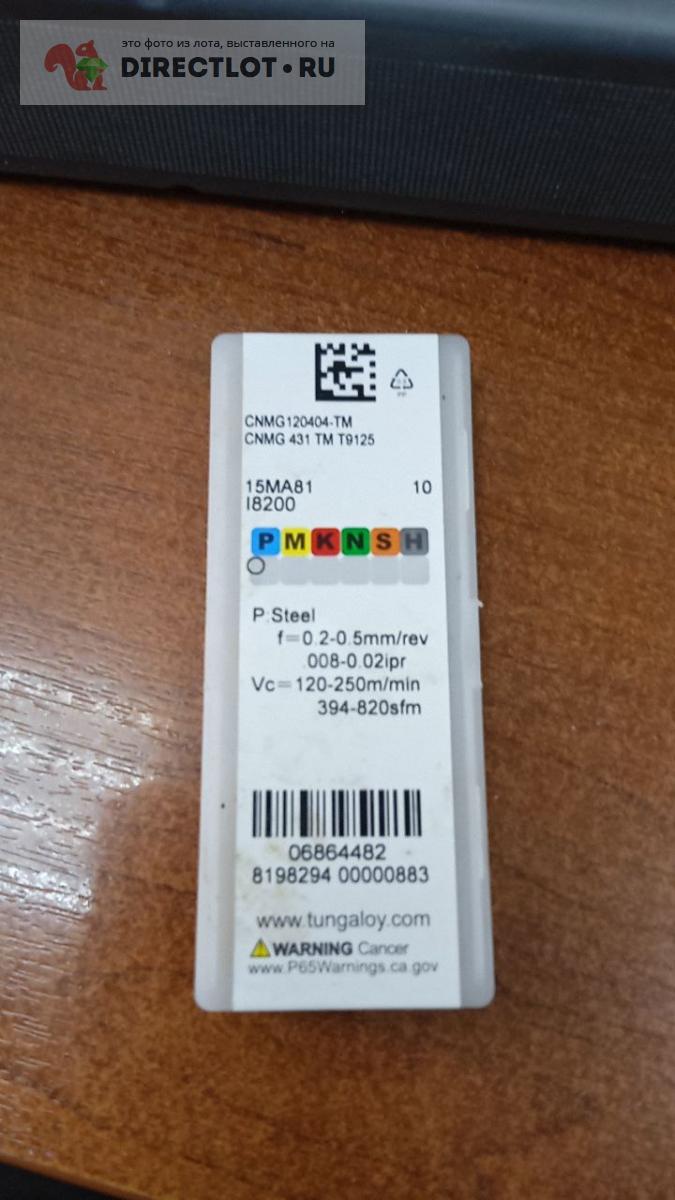 это фото из лота, выставленного на
DIRECTLOT•RU
PP
CNMG120404-TM
CNMG 431 TM T9125
15MA81 10
I8200
P M K N S H
P:Steel
f=0.2-0.5mm/rev
.008-0.02ipr
Vc=120-250m/min
394-820sfm
06864482
8198294 00000883
www.tungaloy.com
WARNING Cancer
www.P65Warnings.ca.gov